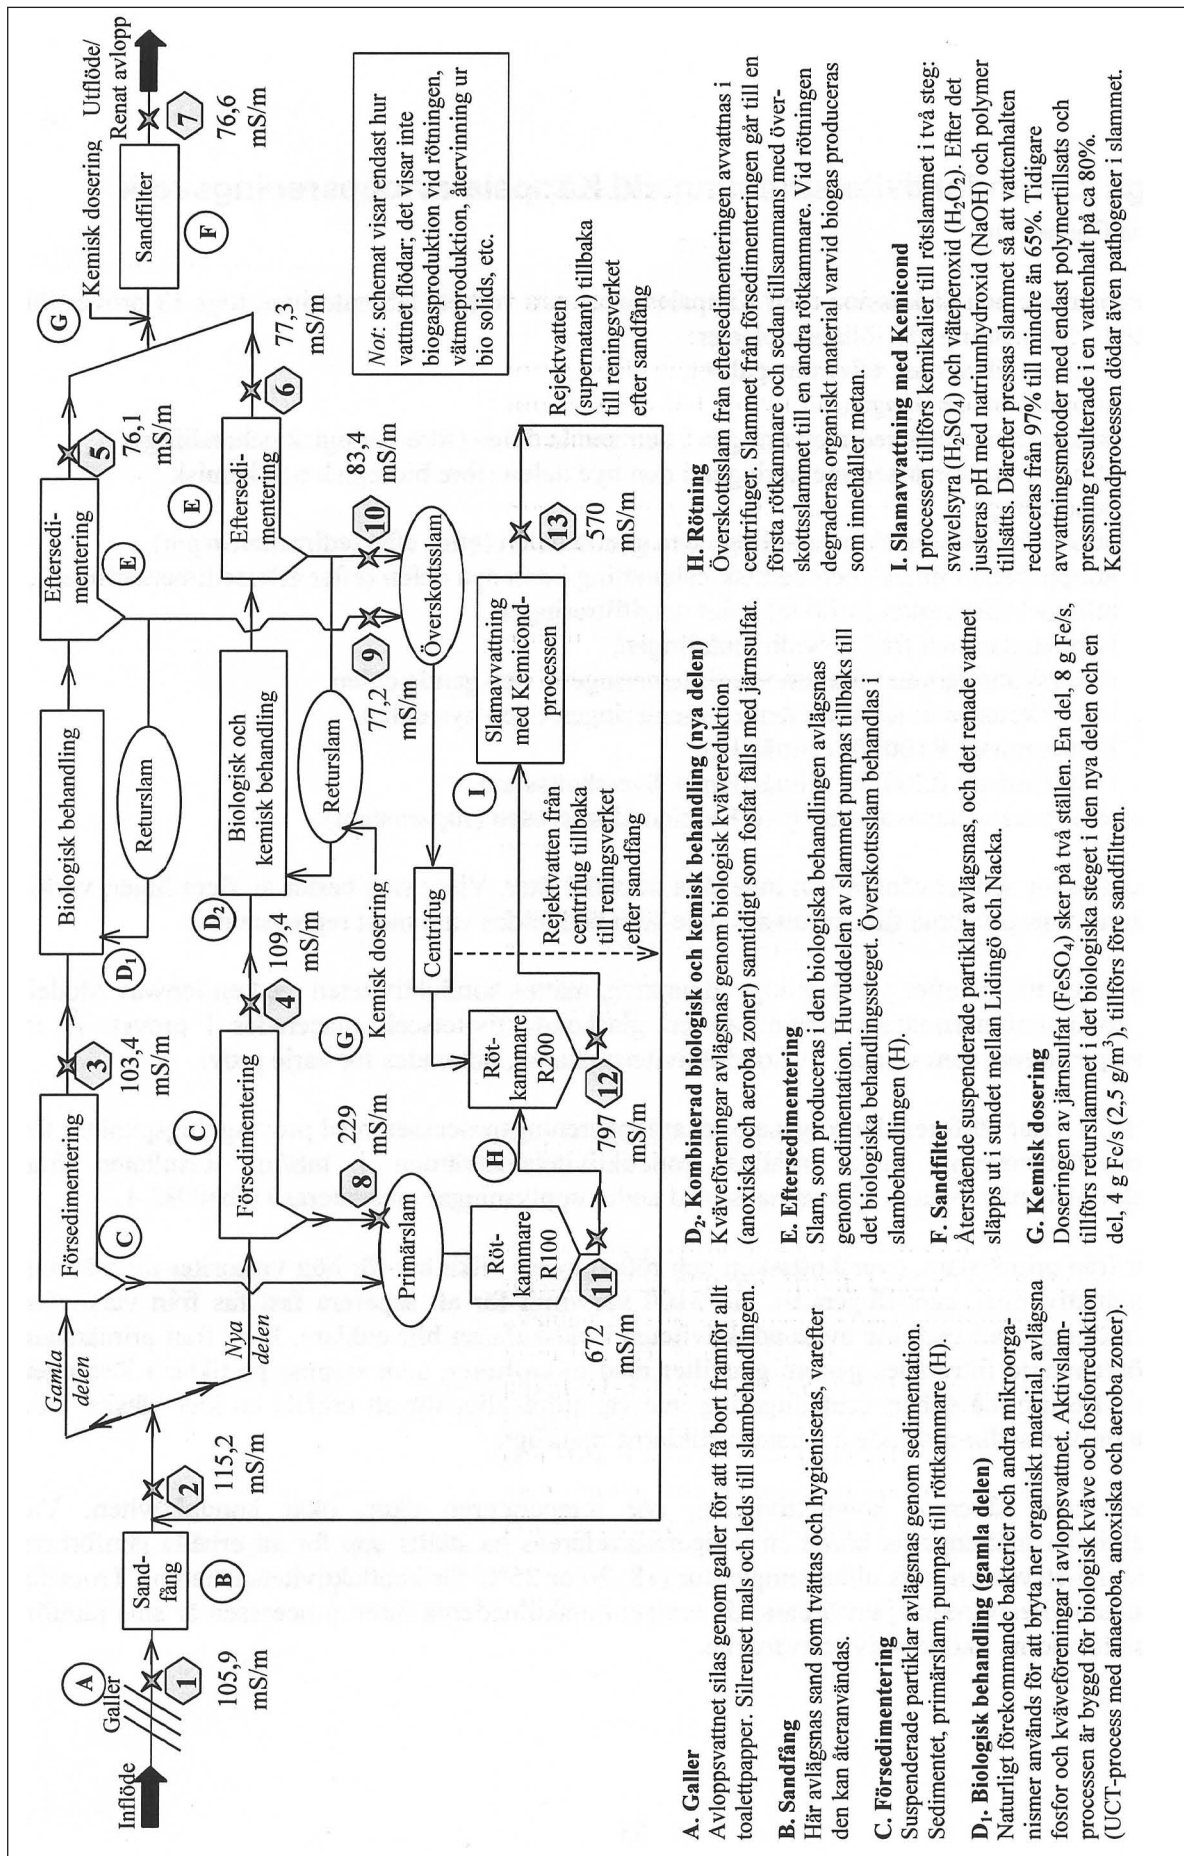 Inflöde
A
Galler
1
105,9
mS/m
Sand-
fång
B
2
115,2
mS/m
Gamla
delen
Nya
delen
Försedimentering
C
3
103,4
mS/m
D1
Biologisk behandling
Returslam
Eftersedi-
mentering
E
5
76,1
mS/m
G
Kemisk dosering
Sandfilter
F
Utflöde/
Renat avlopp
7
76,6
mS/m
Försedimentering
C
4
109,4
mS/m
D2
Biologisk och
kemisk behandling
Returslam
G
Kemisk dosering
Eftersedi-
mentering
E
6
77,3
mS/m
8
229
mS/m
Primärslam
9
77,2
mS/m
10
83,4
mS/m
Överskottsslam
Centrifug
Röt-
kammare
R100
11
672
mS/m
H
Röt-
kammare
R200
12
797
mS/m
Rejektvatten från
centrifug tillbaka
till reningsverket
efter sandfång
I
Slamavvattning
med Kemicond-
processen
13
570
mS/m
Rejektvatten
(supernatant) tillbaka
till reningsverket
efter sandfång
Not: schemat visar endast hur
vattnet flödar; det visar inte
biogasproduktion vid rötningen,
vätmeproduktion, återvinning ur
bio solids, etc.
A. Galler
Avloppsvattnet silas genom galler för att få bort framför allt
toalettpapper. Silrenset mals och leds till slambehandlingen.
B. Sandfång
Här avlägsnas sand som tvättas och hygieniseras, varefter
den kan återanvändas.
C. Försedimentering
Suspenderade partiklar avlägsnas genom sedimentation.
Sedimentet, primärslam, pumpas till röttkammare (H).
D1. Biologisk behandling (gamla delen)
Naturligt förekommande bakterier och andra mikroorga-
nismer används för att bryta ner organiskt material, avlägsna
fosfor och kväveföreningar i avloppsvattnet. Aktivslam-
processen är byggd för biologisk kväve och fosforeduktion
(UCT-process med anaeroba, anoxiska och aeroba zoner)
D2. Kombinerad biologisk och kemisk behandling (nya delen)
Kväveföreningar avlägsnas genom biologisk kvävereduktion
(anoxiska och aeroba zoner) samtidigt som fosfat fälls med järnsulfat.
E. Eftersedimentering
Slam, som produceras i den biologiska behandlingen avlägsnas
genom sedimentation. Huvuddelen av slammet pumpas tillbaks till
det biologiska behandlingssteget. Överskottsslam behandlas i
slambehandlingen (H).
F. Sandfilter
Återstående suspenderade partiklar avlägsnas, och det renade vattnet
släpps ut i sundet mellan Lidingö och Nacka.
G. Kemisk dosering
Doseringen av järnsulfat (FeSO4) sker på två ställen. En del, 8 g Fe/s,
tillförs returslammet i det biologiska steget i den nya delen och en
del, 4 g Fe/s (2,5 g/m³), tillförs före sandfiltren.
H. Rötning
Överskottsslam från eftersedimenteringen avvattnas i
centrifuger. Slammet från försedimenteringen går till en
första rötkammare och sedan tillsammans med över-
skottsslammet till en andra rötkammare. Vid rötningen
degraderas organiskt material, varvid biogas produceras
som innehåller metan.
I. Slamavvattning med Kemicond
I processen tillförs kemikalier till rötslammet i två steg:
svavelsyra (H2SO4) och väteperoxid (H2O2). Efter det
justeras pH med natriumhydroxid (NaOH) och polymer
tillsätts. Därefter pressas slammet så att vattenhalten
reduceras från 97% till mindre än 65%. Tidigare
avvattningsmetoder med endast polymertillsats och
pressning resulterade i en vattenhalt på ca 80%.
Kemicondprocessen dödar även pathogener i slammet.